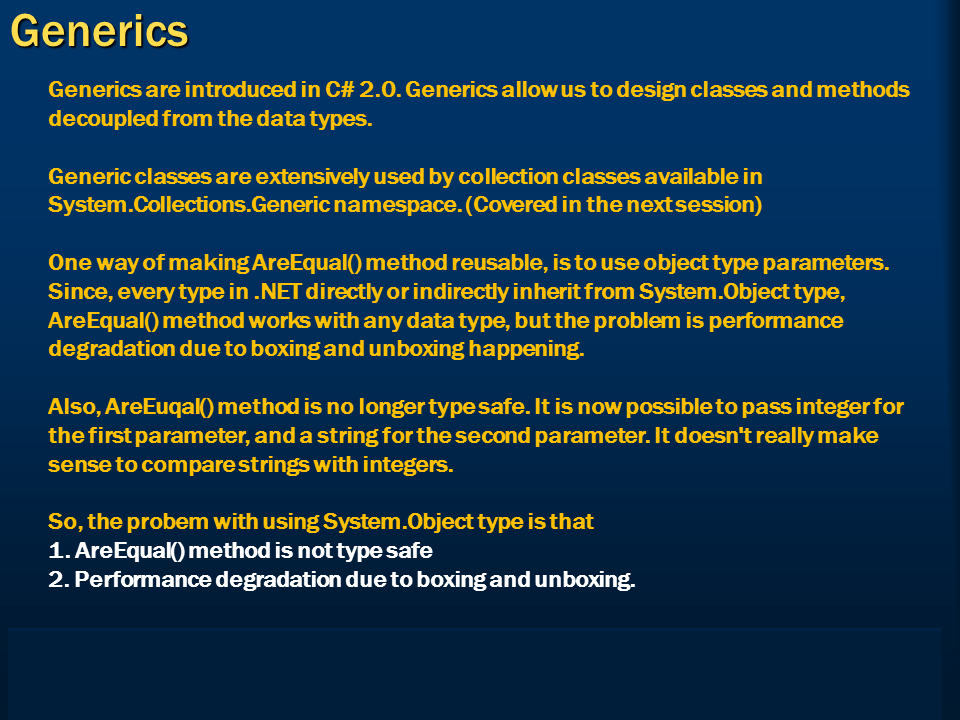 Generics
Generics are introduced in C# 2.0. Generics allow us to design classes and methods
decoupled from the data types.
Generic classes are extensively used by collection classes available in
System.Collections.Generic namespace. (Covered in the next session)
One way of making AreEqual() method reusable, is to use object type parameters.
Since, every type in .NET directly or indirectly inherit from System.Object type,
AreEqual() method works with any data type, but the problem is performance
degradation due to boxing and unboxing happening.
Also, AreEuqal() method is no longer type safe. It is now possible to pass integer for
the first parameter, and a string for the second parameter. It doesn't really make
sense to compare strings with integers.
So, the probem with using System.Object type is that
1. AreEqual() method is not type safe
2. Performance degradation due to boxing and unboxing.